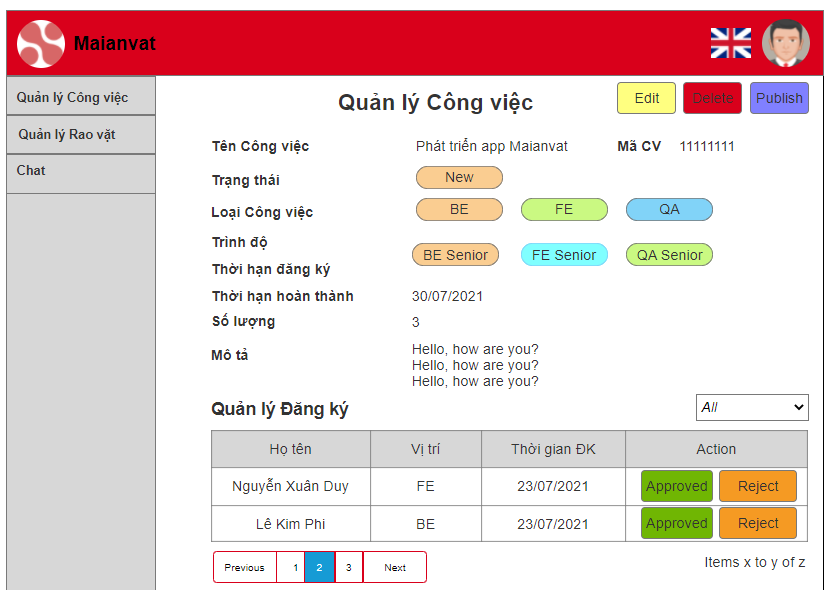 Maianvat
Quản lý Công việc
Quản lý Rao vặt
Chat
Quản lý Công việc
Edit
Delete
Publish
Tên Công việc
Phát triển app Maianvat
Mã CV
11111111
Trạng thái
New
Loại Công việc
BE
FE
QA
Trình độ
BE Senior
FE Senior
QA Senior
Thời hạn đăng ký
Thời hạn hoàn thành
30/07/2021
Số lượng
3
Mô tả
Hello, how are you?
Hello, how are you?
Hello, how are you?
Quản lý Đăng ký
All
Họ tên
Vị trí
Thời gian ĐK
Action
Nguyễn Xuân Duy
FE
23/07/2021
Approved
Reject
Lê Kim Phi
BE
23/07/2021
Approved
Reject
Previous
1
2
3
Next
Items x to y of z